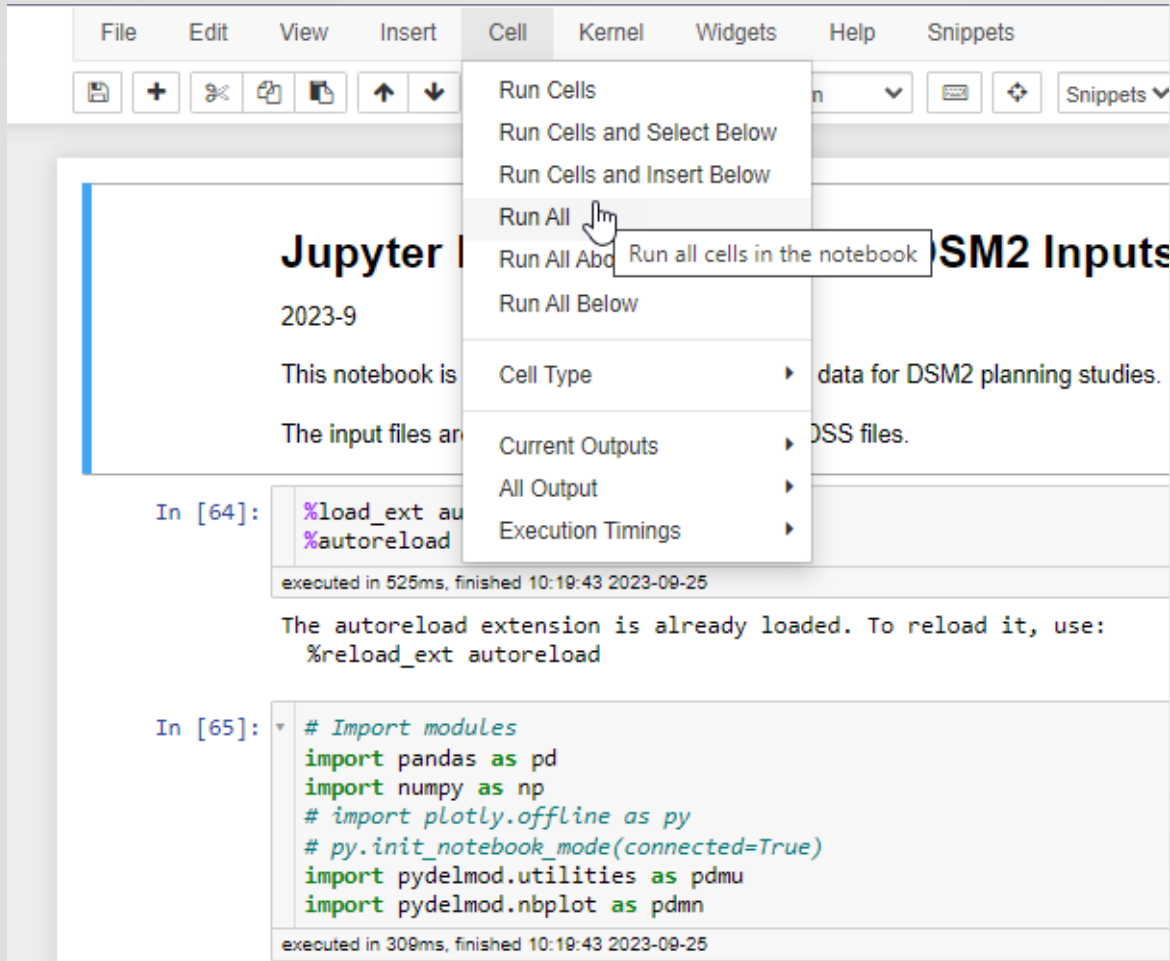 File Edit View Insert Cell Kernel Widgets Help Snippets
Snippets
Run Cells
Run Cells and Select Below
Run Cells and Insert Below
Run All
Run All
Run all cells in the notebook
Run All Below
Cell Type
Current Outputs
All Output
Execution Timings
Jupyter DSM2 Inputs
2023-9
This notebook is data for DSM2 planning studies.
The input files DSS files.
In [64]:
%load_ext
%autoreload
executed in 525ms, finished 10:19:43 2023-09-25
The autoreload extension is already loaded. To reload it, use:
%reload_ext autoreload
In [65]:
# Import modules
import pandas as pd
import numpy as np
# import plotly.offline as py
# py.init_notebook_mode(connected=True)
import pydelmod.utilities as pdmu
import pydelmod.nbplot as pdmn
executed in 309ms, finished 10:19:43 2023-09-25